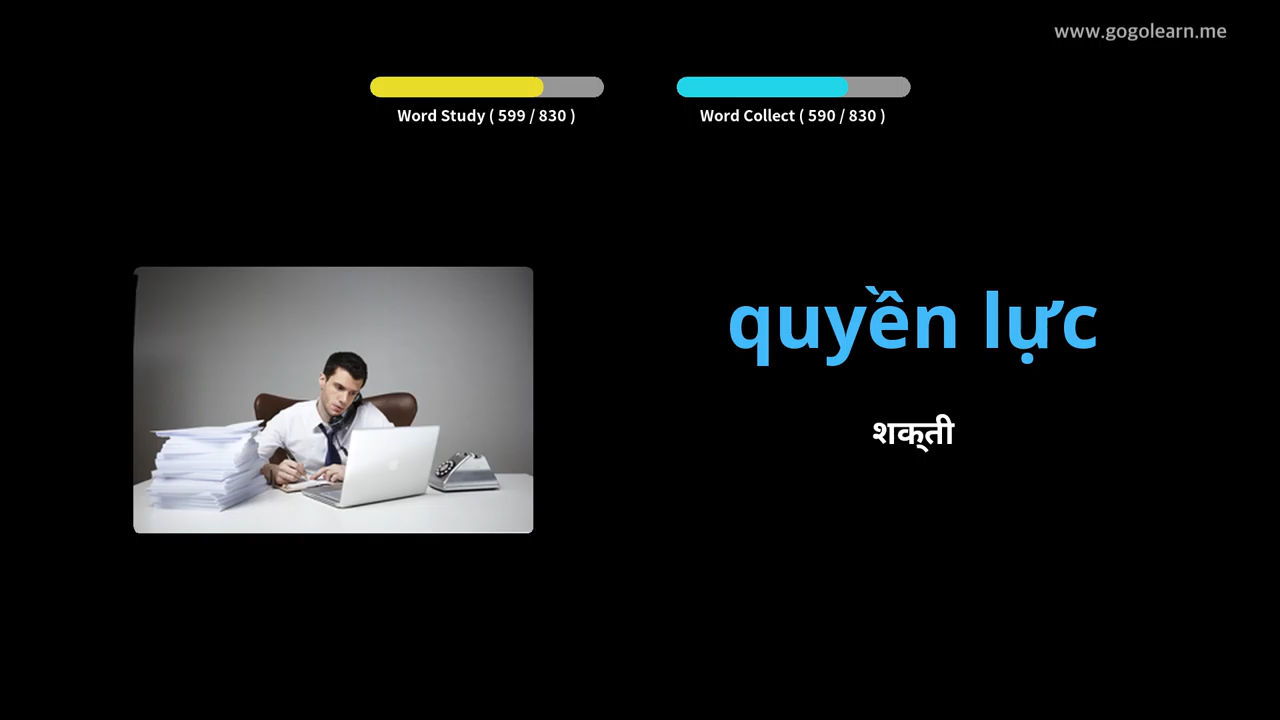 www.gogolearn.me
Word Study ( 599 / 830 )
Word Collect ( 590 / 830 )
quyền lực
शक्ती